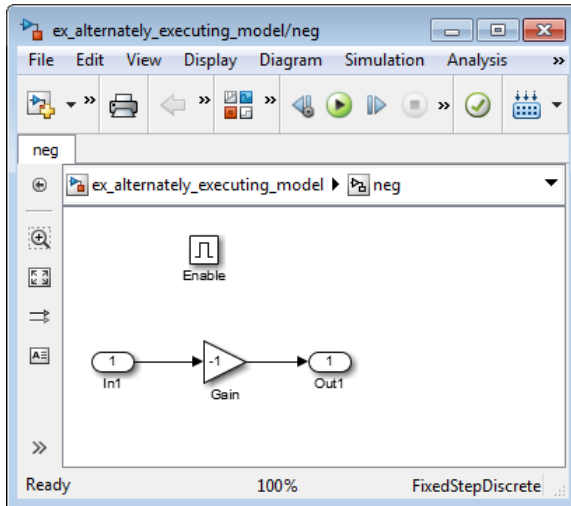 ex_alternately_executing_model/neg
File Edit View Display Diagram Simulation Analysis »
» » » »
neg
ex_alternately_executing_model neg
Enable
1 -1 1
In1 Gain Out1
»
Ready 100% FixedStepDiscrete